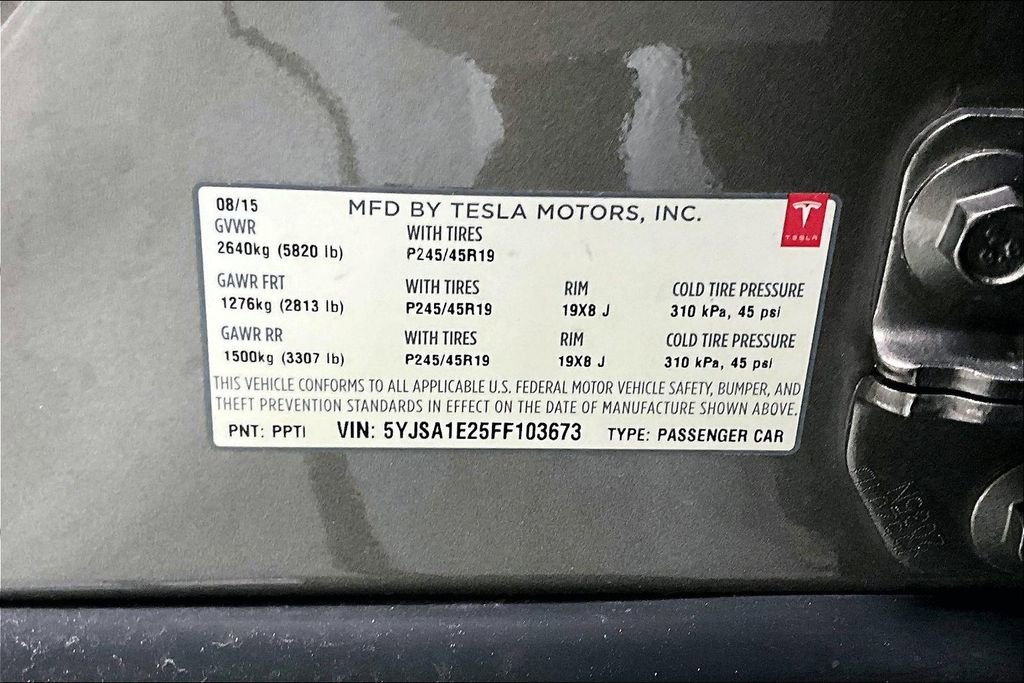 08/15 MFD BY TESLA MOTORS, INC.
TESLA
GVWR WITH TIRES
2640kg (5820 lb) P245/45R19
GAWR FRT WITH TIRES RIM COLD TIRE PRESSURE
1276kg (2813 lb) P245/45R19 19X8 J 310 kPa, 45 psi
GAWR RR WITH TIRES RIM COLD TIRE PRESSURE
1500kg (3307 lb) P245/45R19 19X8 J 310 kPa, 45 psi
THIS VEHICLE CONFORMS TO ALL APPLICABLE U.S. FEDERAL MOTOR VEHICLE SAFETY, BUMPER, AND
THEFT PREVENTION STANDARDS IN EFFECT ON THE DATE OF MANUFACTURE SHOWN ABOVE.
PNT: PPTI VIN: 5YJSA1E25FF103673 TYPE: PASSENGER CAR